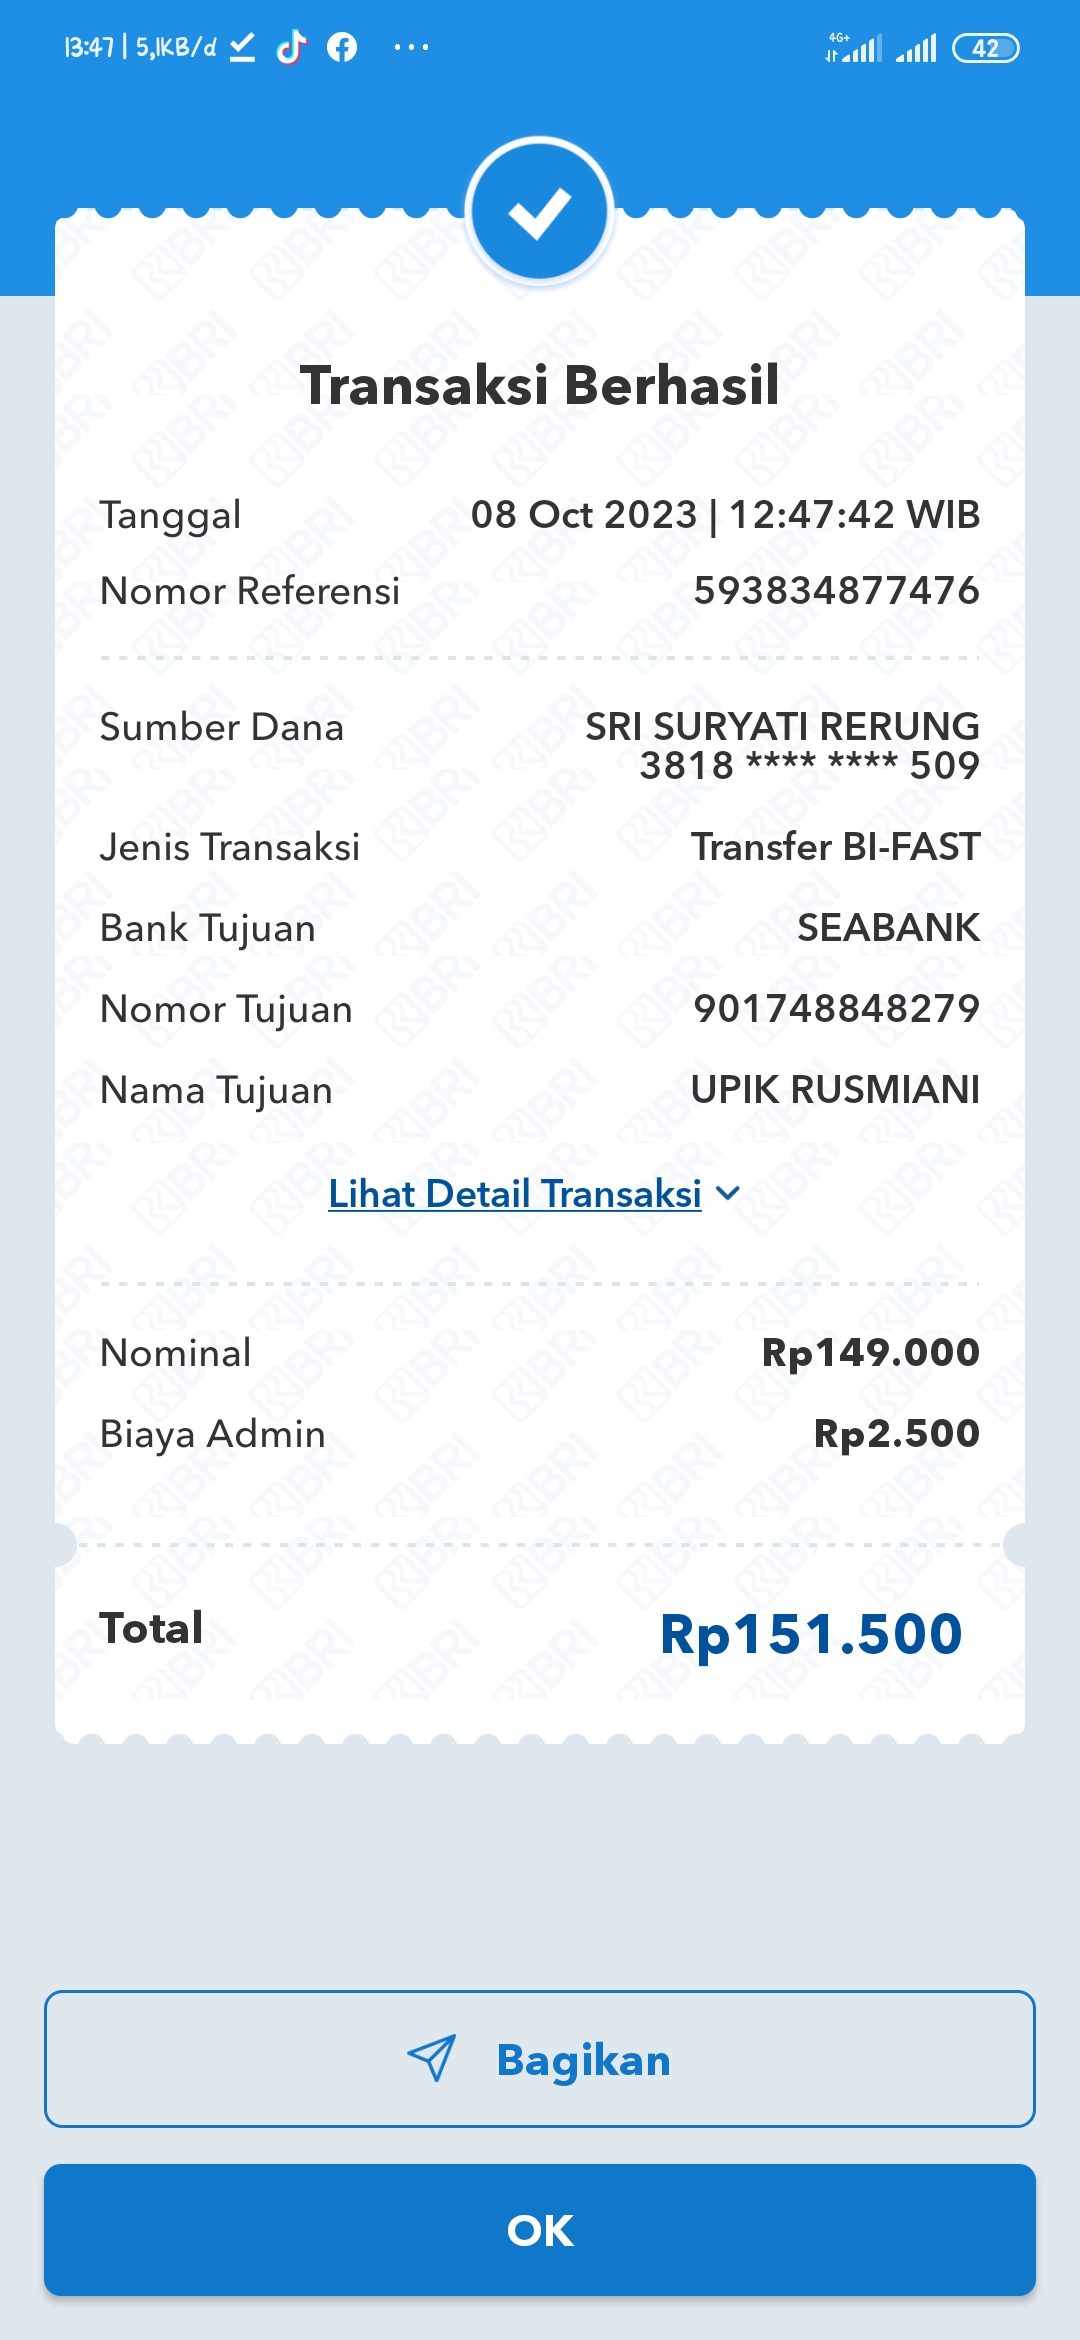 13:47 | 5,1KB/d
4G+
42
Transaksi Berhasil
Tanggal 08 Oct 2023 | 12:47:42 WIB
Nomor Referensi 593834877476
Sumber Dana SRI SURYATI RERUNG
3818 **** **** 509
Jenis Transaksi Transfer BI-FAST
Bank Tujuan SEABANK
Nomor Tujuan 901748848279
Nama Tujuan UPIK RUSMIANI
Lihat Detail Transaksi
Nominal Rp149.000
Biaya Admin Rp2.500
Total Rp151.500
Bagikan
OK